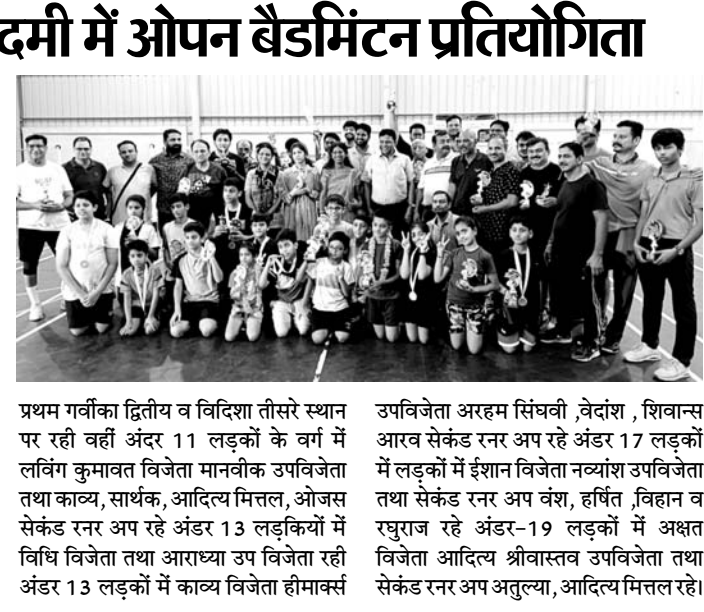 दमी में ओपन बैडमिंटन प्रतियोगिता
प्रथम गर्वीका द्वितीय व विदिशा तीसरे स्थान
पर रही वहीं अंदर 11 लड़कों के वर्ग में
लविंग कुमावत विजेता मानवीक उपविजेता
तथा काव्य, सार्थक, आदित्य मित्तल, ओजस
सेकंड रनर अप रहे अंडर 13 लड़कियों में
विधि विजेता तथा आराध्या उप विजेता रही
अंडर 13 लड़कों में काव्य विजेता हीमार्क्स
उपविजेता अरहम सिंघवी ,वेदांश , शिवान्स
आरव सेकंड रनर अप रहे अंडर 17 लड़कों
में लड़कों में ईशान विजेता नव्यांश उपविजेता
तथा सेकंड रनर अप वंश, हर्षित ,विहान व
रघुराज रहे अंडर-19 लड़कों में अक्षत
विजेता आदित्य श्रीवास्तव उपविजेता तथा
सेकंड रनर अप अतुल्या, आदित्य मित्तल रहे।